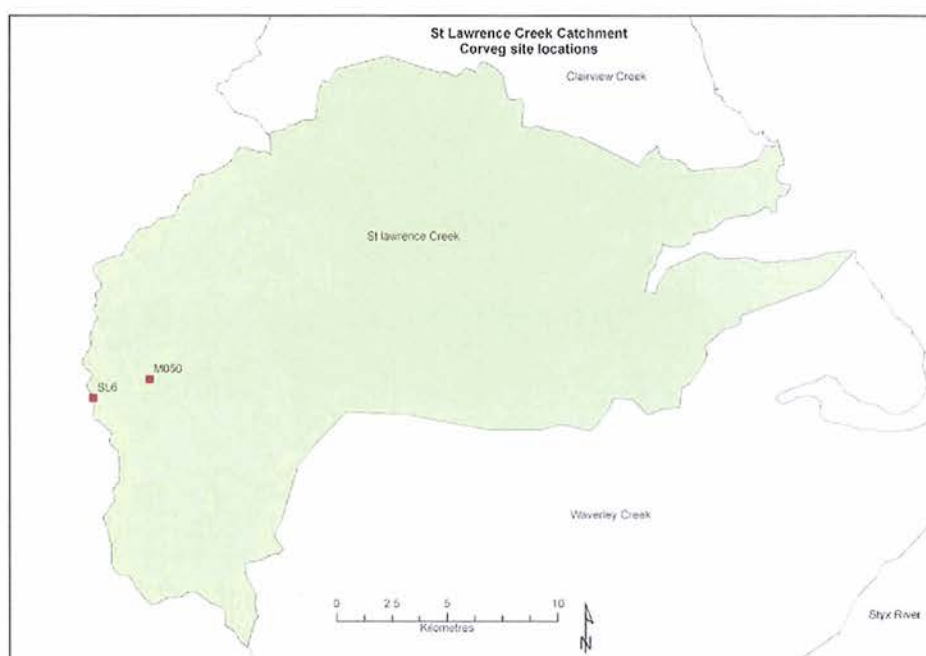 St Lawrence Creek Catchment
Corveg site locations
Clairview Creek
St lawrence Creek
M050
SL6
Waverley Creek
0 2.5 5 10
Kilometres
N
Styx River